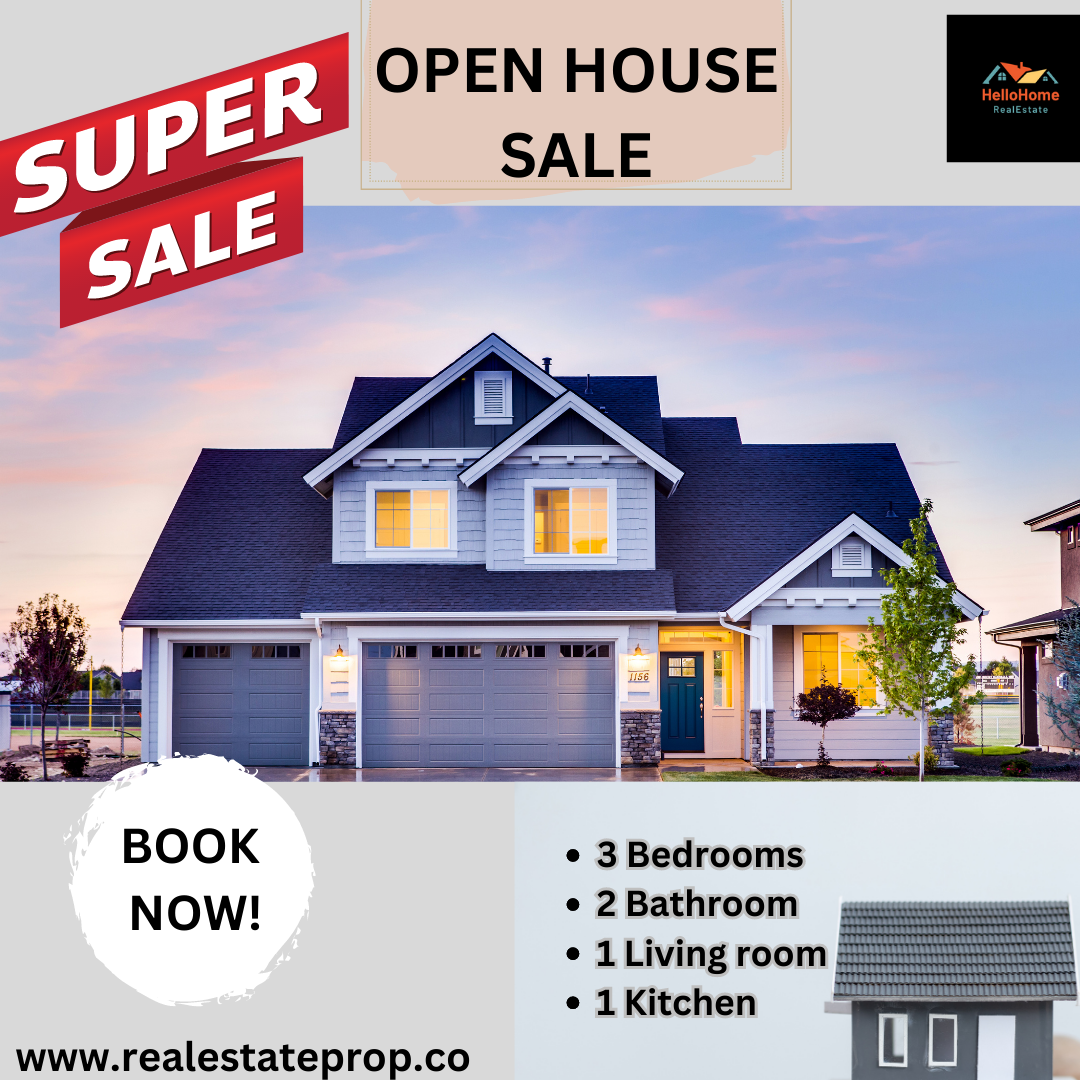 SUPER
SALE
OPEN HOUSE
SALE
HelloHome
RealEstate
1156
BOOK
NOW!
• 3 Bedrooms
• 2 Bathroom
• 1 Living room
• 1 Kitchen
www.realestateprop.co